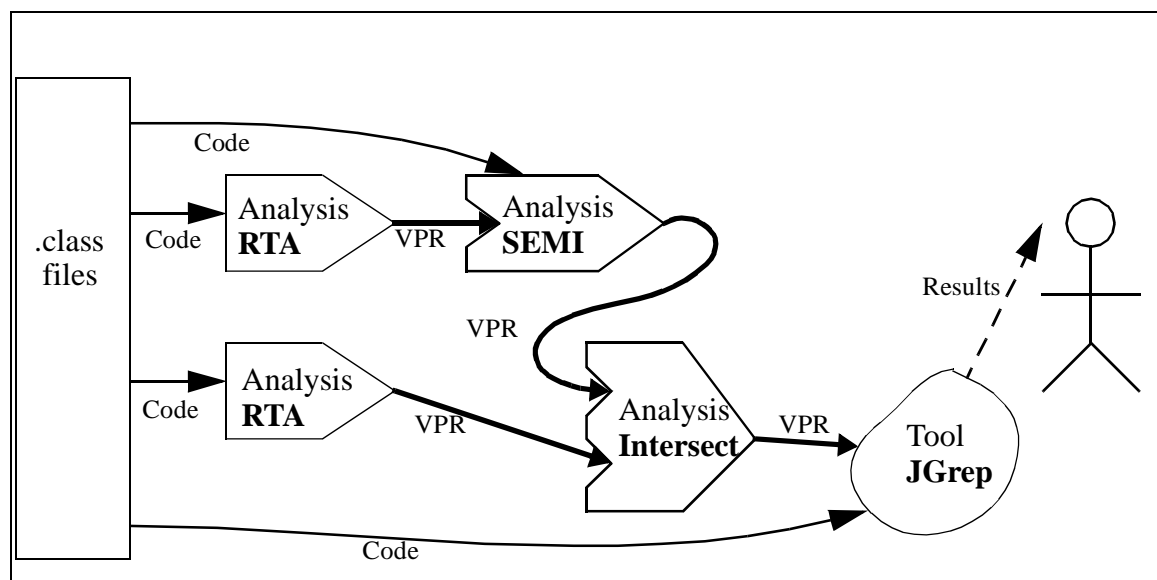 Code
.class
files
Code
Analysis
RTA
VPR
Analysis
SEMI
VPR
Results
Code
Analysis
RTA
VPR
Analysis
Intersect
VPR
Tool
JGrep
Code